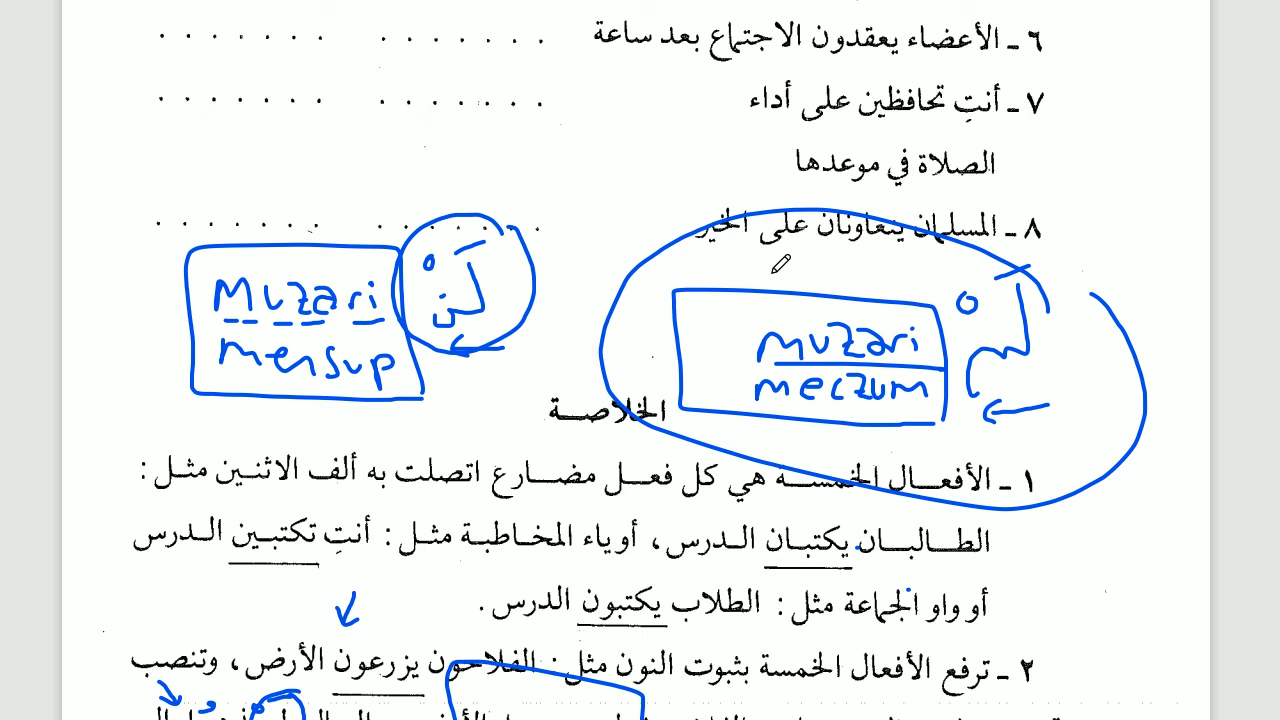 ٦ ـ الأعضاء يعقدون الاجتماع بعد ساعة . . . . . . . . . . . . . .
٧ ـ أنتِ تحافظين على أداء . . . . . . . . . . . . . .
الصلاة في موعدها
٨ ـ المسلمان يتعاونان على الخير . . . . . . . . . . . . . .
لَمْ
muzari
meczum
لَنْ
Muzari
mensup
الخلاصة
١ ـ الأفعال الخمسة هي كل فعل مضارع اتصلت به ألف الاثنين مثل :
الطالبان يكتبان الدرس ، أو ياء المخاطبة مثل : أنتِ تكتبين الدرس
أو واو الجماعة مثل : الطلاب يكتبون الدرس .
٢ ـ ترفع الأفعال الخمسة بثبوت النون مثل : الفلاحون يزرعون الأرض ، وتنصب